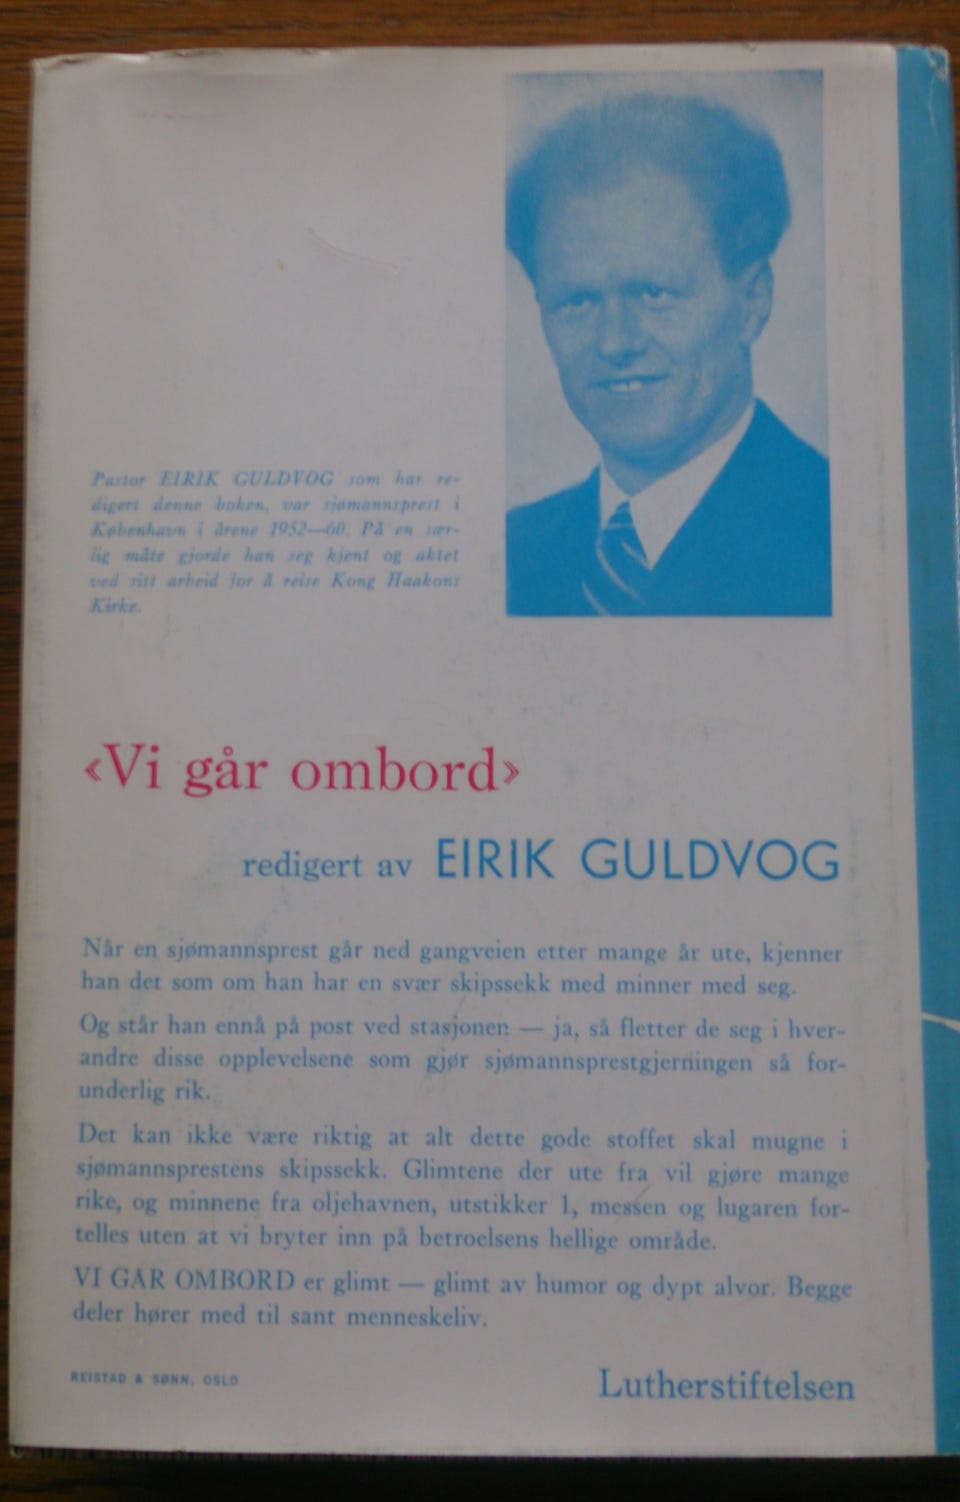 Pastor EIRIK GULDVOG som har re-
digert denne boken, var sjømannsprest i
København i årene 1952—60. På en sær-
lig måte gjorde han seg kjent og aktet
ved sitt arbeid for å reise Kong Haakons
Kirke.
«Vi går ombord»
redigert av EIRIK GULDVOG
Når en sjømannsprest går ned gangveien etter mange år ute, kjenner
han det som om han har en svær skipssekk med minner med seg.
Og står han ennå på post ved stasjonen — ja, så fletter de seg i hver-
andre disse opplevelsene som gjør sjømannsprestgjerningen så for-
underlig rik.
Det kan ikke være riktig at alt dette gode stoffet skal mugne i
sjømannsprestens skipssekk. Glimtene der ute fra vil gjøre mange
rike, og minnene fra oljehavnen, utstikker 1, messen og lugaren for-
telles uten at vi bryter inn på betroelsens hellige område.
VI GÅR OMBORD er glimt — glimt av humor og dypt alvor. Begge
deler hører med til sant menneskeliv.
REISTAD & SØNN, OSLO
Lutherstiftelsen